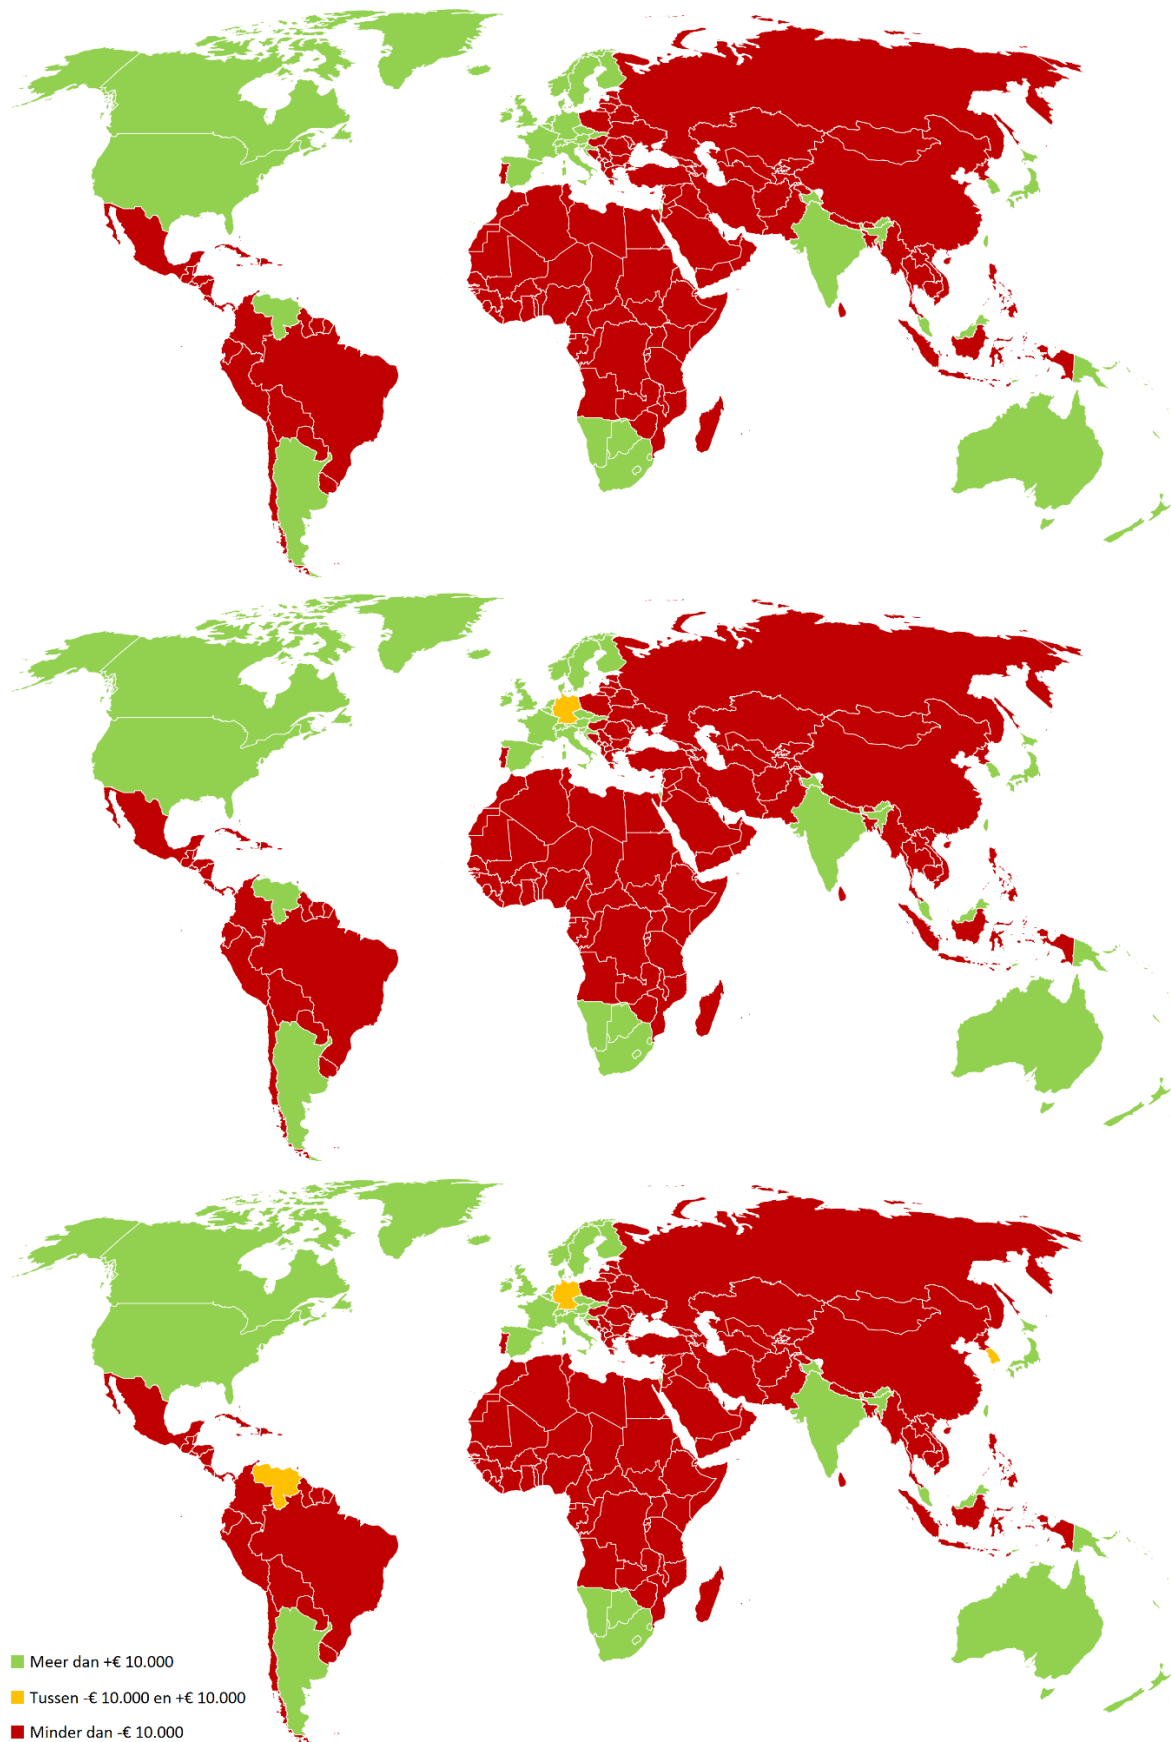 Meer dan +€ 10.000
Tussen -€ 10.000 en +€ 10.000
Minder dan -€ 10.000